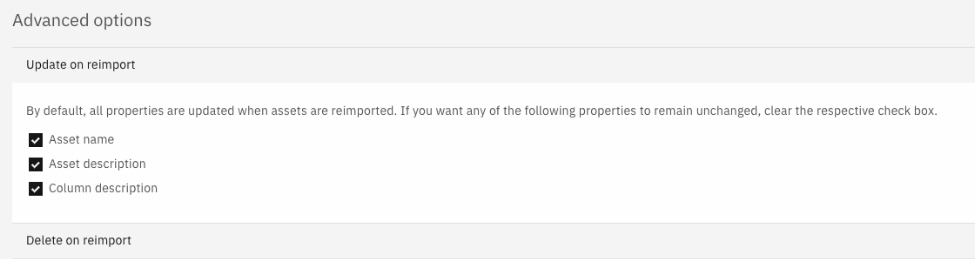 Advanced options
Update on reimport
By default, all properties are updated when assets are reimported. If you want any of the following properties to remain unchanged, clear the respective check box.
Asset name
Asset description
Column description
Delete on reimport